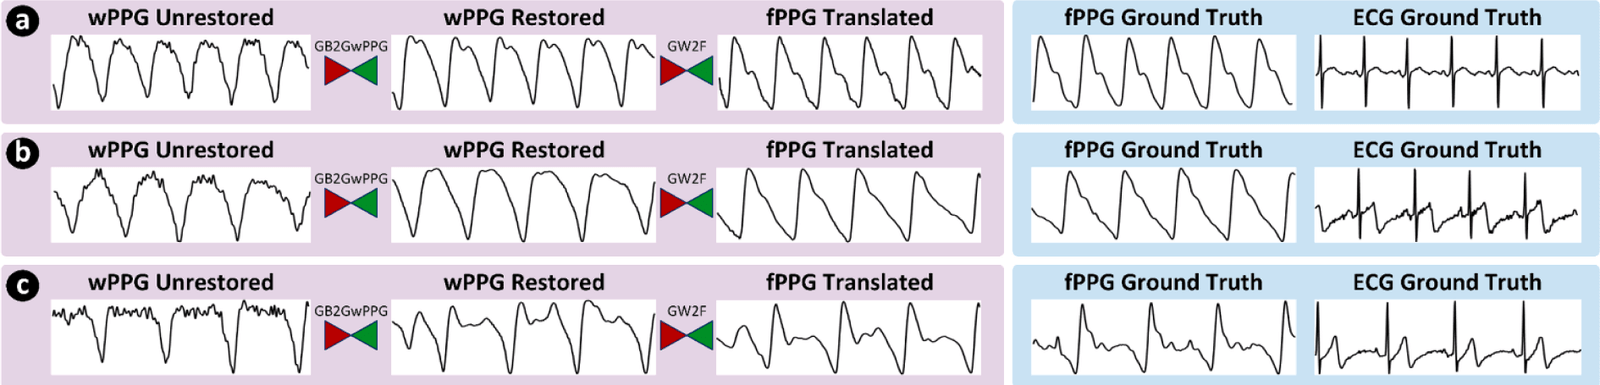 a
wPPG Unrestored
GB2GwPPG
wPPG Restored
GW2F
fPPG Translated
fPPG Ground Truth
ECG Ground Truth
b
wPPG Unrestored
GB2GwPPG
wPPG Restored
GW2F
fPPG Translated
fPPG Ground Truth
ECG Ground Truth
c
wPPG Unrestored
GB2GwPPG
wPPG Restored
GW2F
fPPG Translated
fPPG Ground Truth
ECG Ground Truth